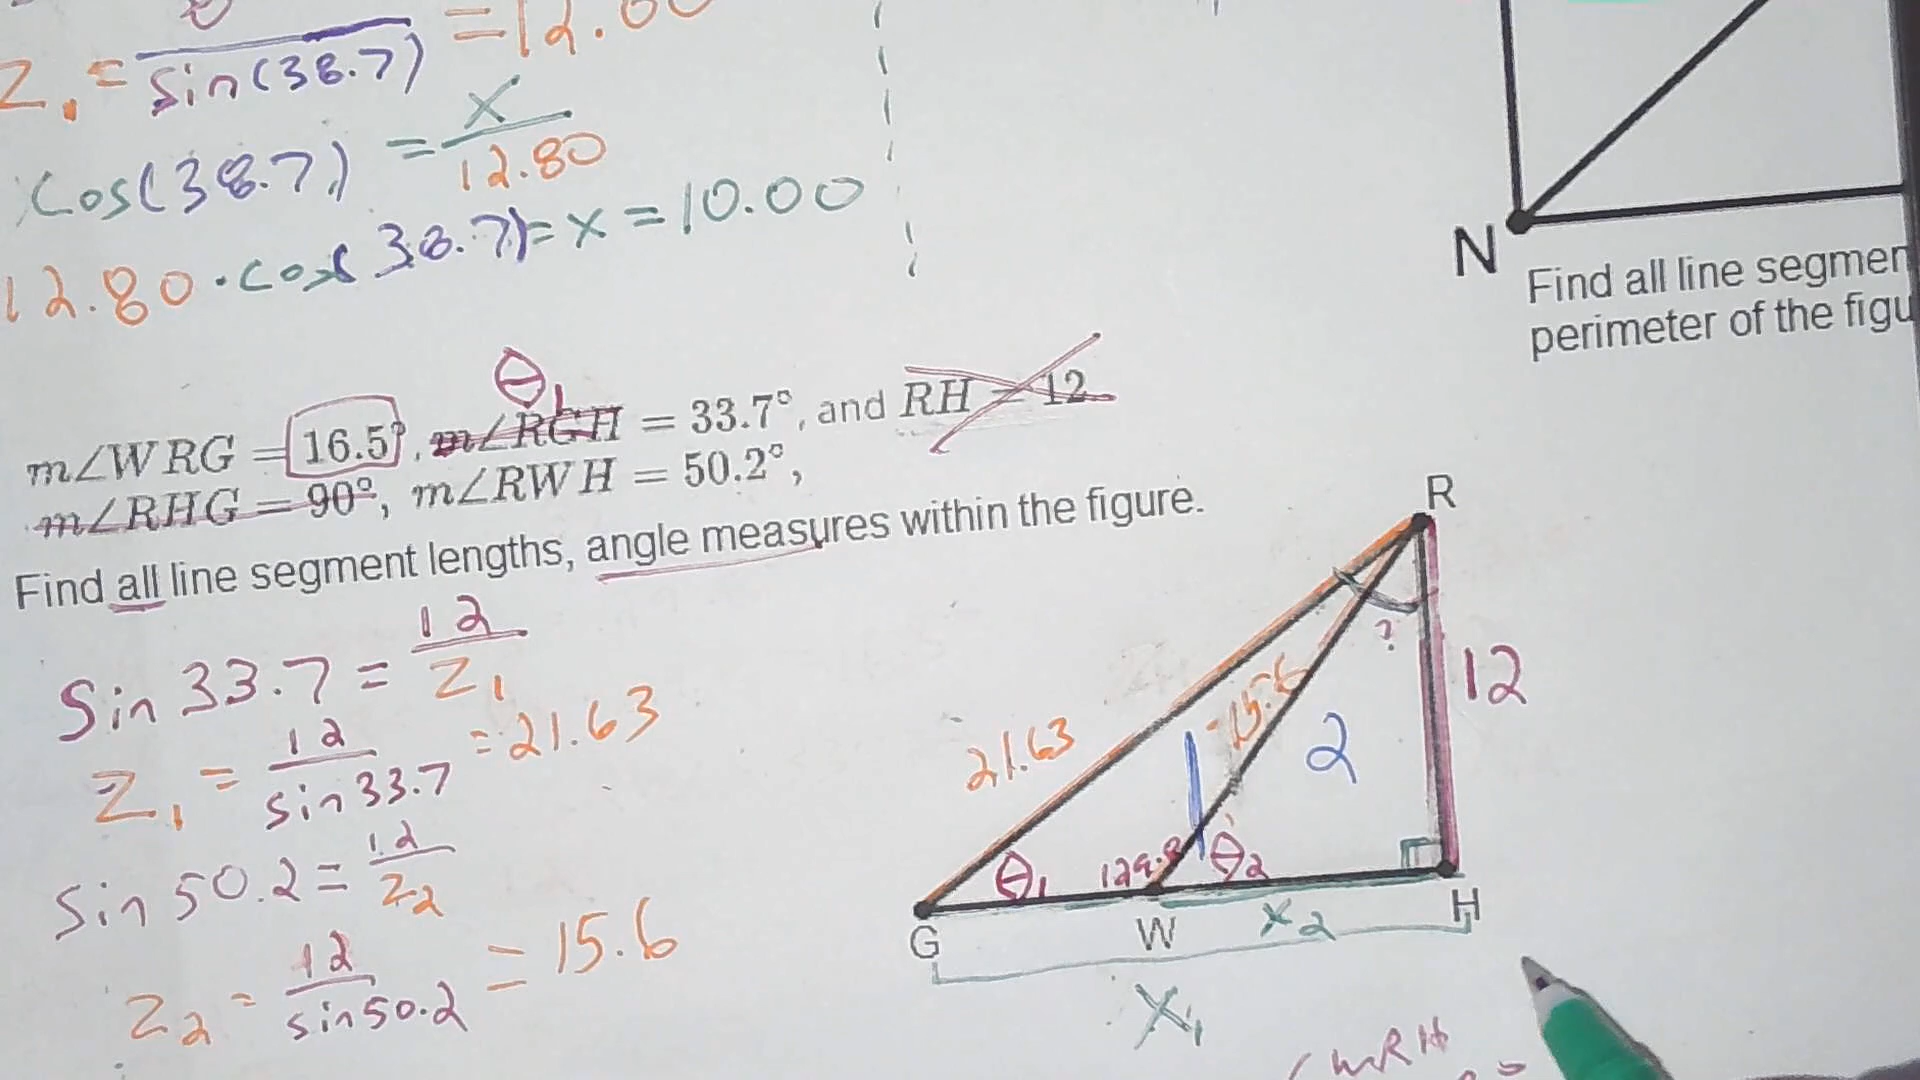 Z₁ = / sin(38.7) = 12.80
cos(38.7) = x / 12.80
12.80 · cos(38.7) = x = 10.00
N
Find all line segmen
perimeter of the figu
θ₁
m∠WRG = 16.5°, m∠RGH = 33.7°, and RH = 12
m∠RHG = 90°, m∠RWH = 50.2°,
Find all line segment lengths, angle measures within the figure.
sin 33.7 = 12 / Z₁
Z₁ = 12 / sin 33.7 = 21.63
sin 50.2 = 12 / Z₂
Z₂ = 12 / sin 50.2 = 15.6
R
?
12
15.6
2
21.63
1
θ₁ 129.8 θ₂
G W x₂ H
X₁